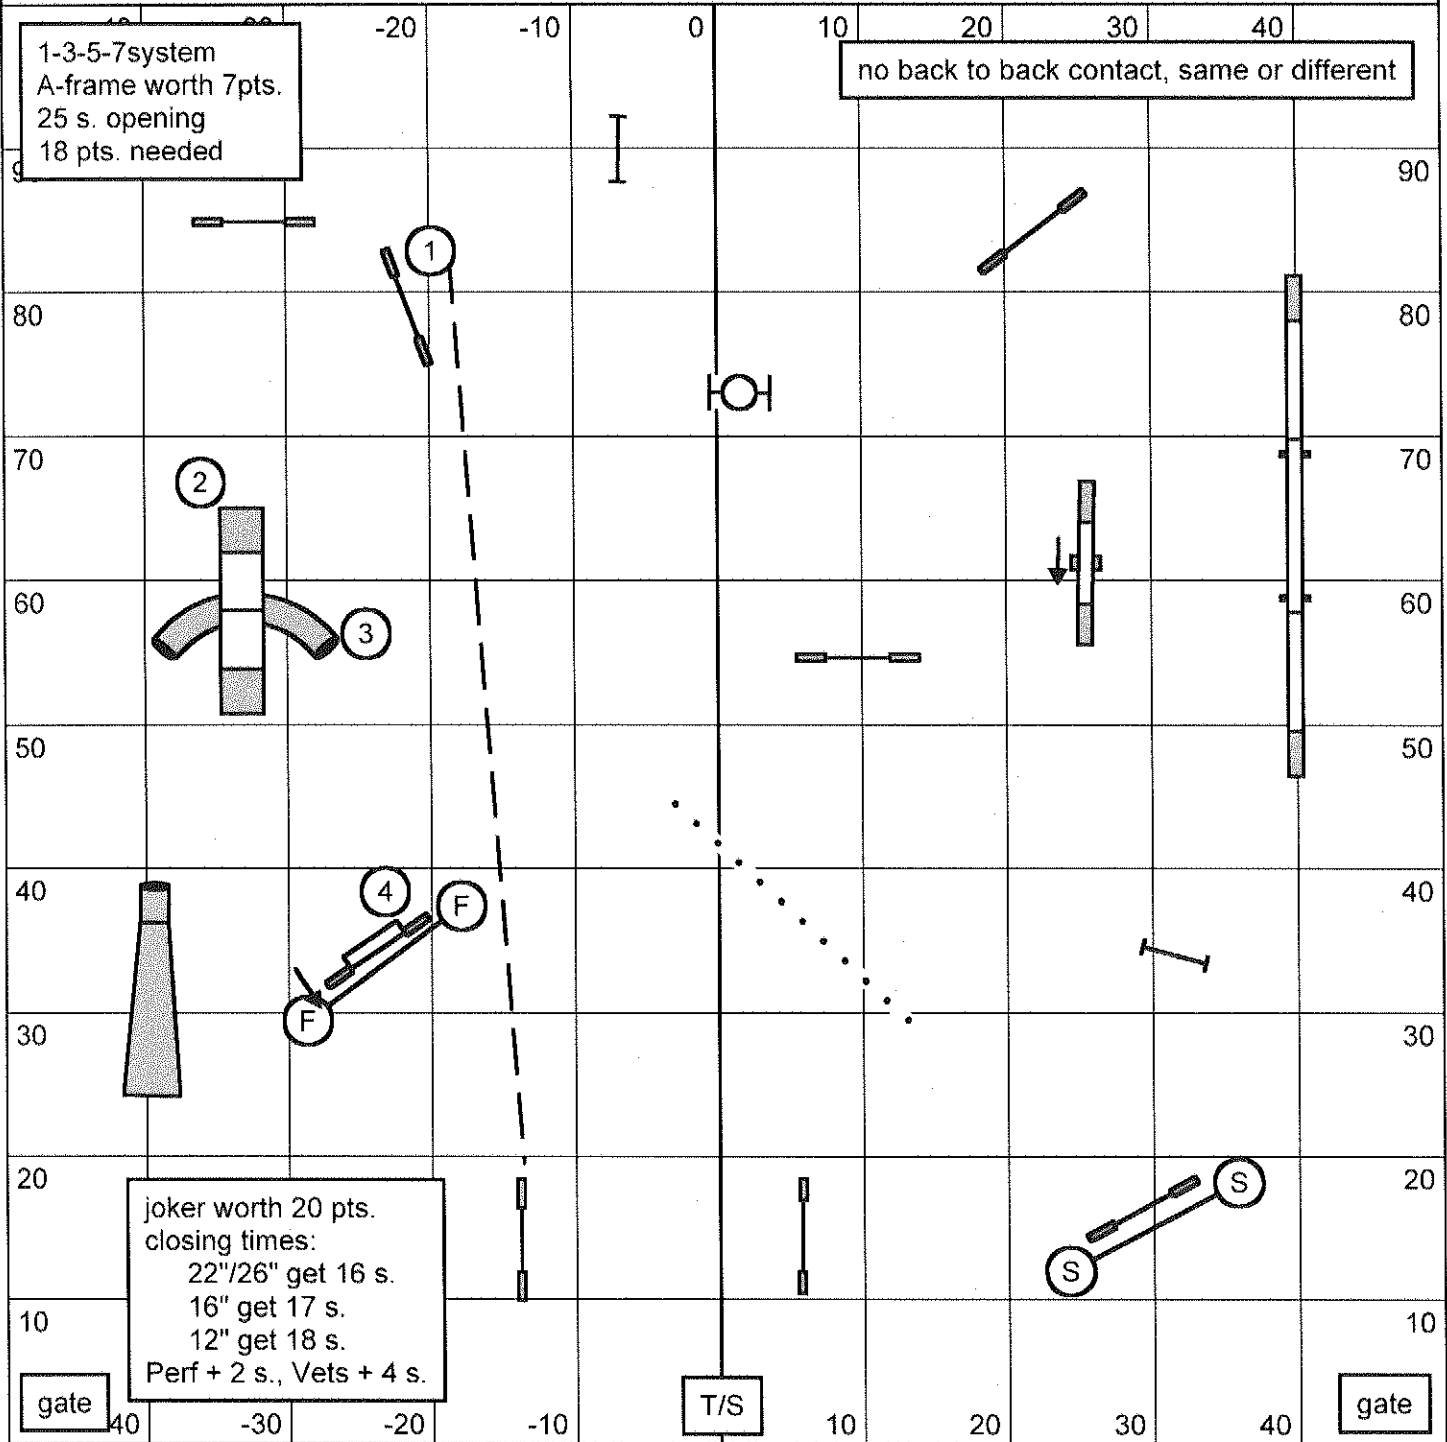 -20 -10 0 10 20 30 40
1-3-5-7system
A-frame worth 7pts.
25 s. opening
18 pts. needed
no back to back contact, same or different
90
1
80 80
70 70
2
60 60
3
50 50
40 40
4 F
F
30 30
20 20
S
S
joker worth 20 pts.
closing times:
22"/26" get 16 s.
16" get 17 s.
12" get 18 s.
Perf + 2 s., Vets + 4 s.
10 10
gate T/S gate
40 -30 -20 -10 10 20 30 40